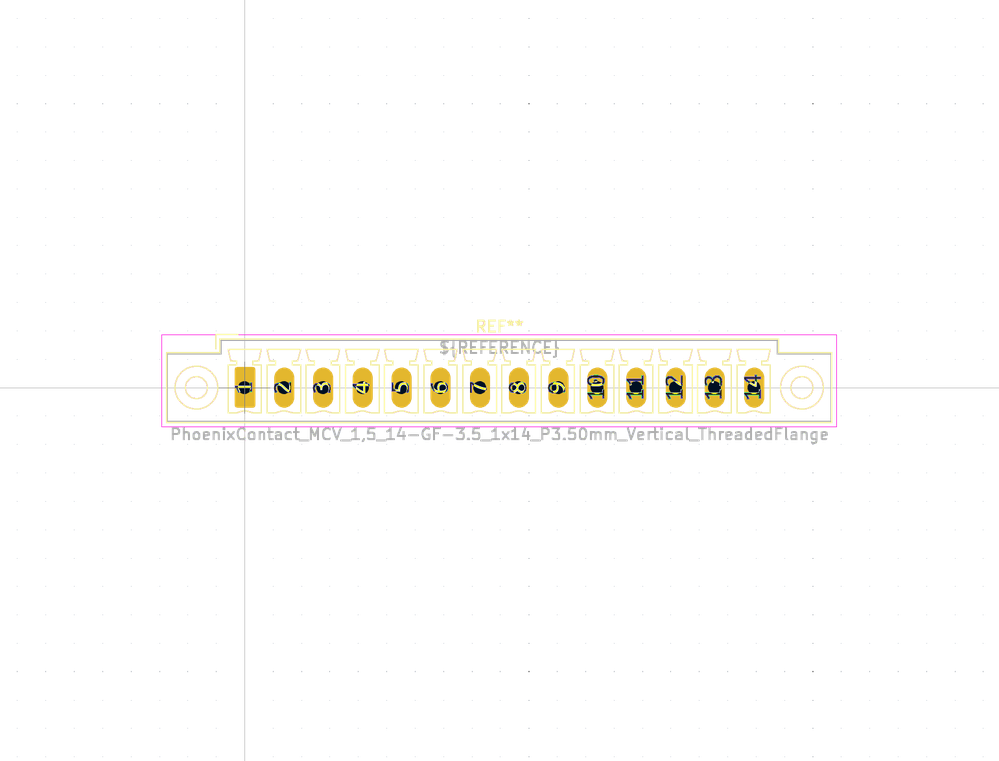 REF**
${REFERENCE}
1 2 3 4 5 6 7 8 9 10 11 12 13 14
PhoenixContact_MCV_1,5_14-GF-3.5_1x14_P3.50mm_Vertical_ThreadedFlange